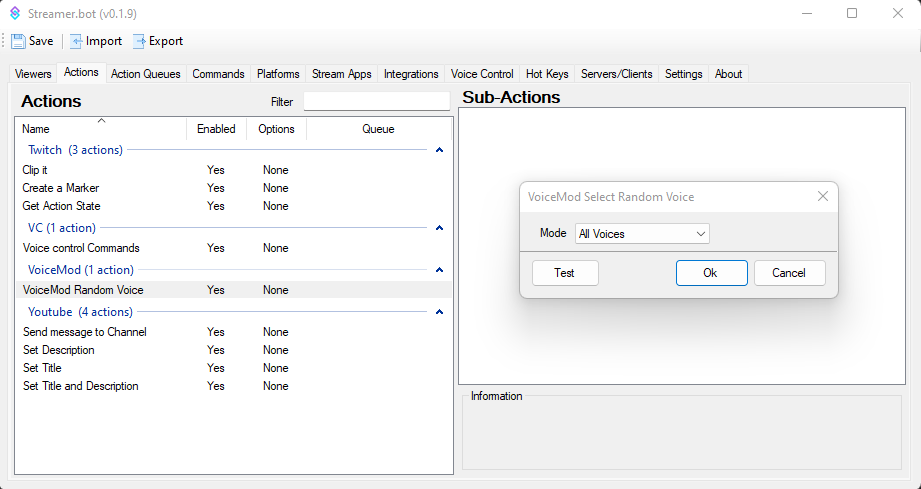 Streamer.bot (v0.1.9)
Save Import Export
Viewers Actions Action Queues Commands Platforms Stream Apps Integrations Voice Control Hot Keys Servers/Clients Settings About
Actions Filter
Name Enabled Options Queue
Twitch (3 actions)
Clip it Yes None
Create a Marker Yes None
Get Action State Yes None
VC (1 action)
Voice control Commands Yes None
VoiceMod (1 action)
VoiceMod Random Voice Yes None
Youtube (4 actions)
Send message to Channel Yes None
Set Description Yes None
Set Title Yes None
Set Title and Description Yes None
Sub-Actions
VoiceMod Select Random Voice
Mode All Voices
Test Ok Cancel
Information